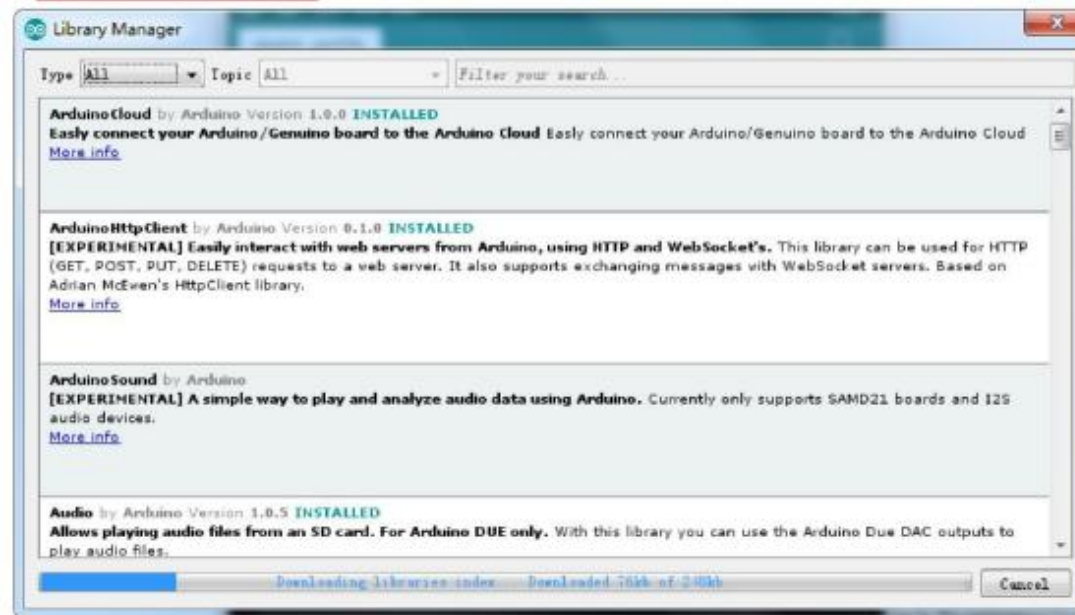 Library Manager
Type All Topic All Filter your search...
ArduinoCloud by Arduino Version 1.0.0 INSTALLED
Easly connect your Arduino/Genuino board to the Arduino Cloud Easly connect your Arduino/Genuino board to the Arduino Cloud
More info
ArduinoHttpClient by Arduino Version 0.1.0 INSTALLED
[EXPERIMENTAL] Easily interact with web servers from Arduino, using HTTP and WebSocket's. This library can be used for HTTP
(GET, POST, PUT, DELETE) requests to a web server. It also supports exchanging messages with WebSocket servers. Based on
Adrian McEwen's HttpClient library.
More info
ArduinoSound by Arduino
[EXPERIMENTAL] A simple way to play and analyze audio data using Arduino. Currently only supports SAMD21 boards and I2S
audio devices.
More info
Audio by Arduino Version 1.0.5 INSTALLED
Allows playing audio files from an SD card. For Arduino DUE only. With this library you can use the Arduino Due DAC outputs to
play audio files.
Downloading libraries index. Downloaded 76kb of 240kb
Cancel